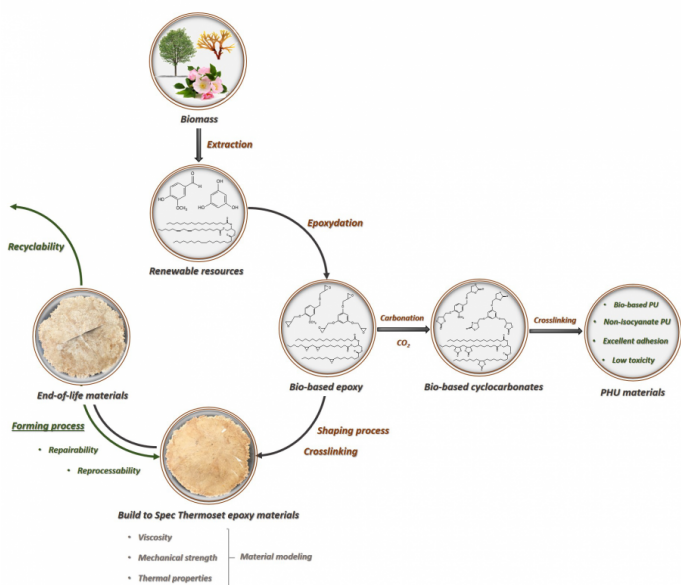 Biomass
Extraction
Renewable resources
Epoxydation
Recyclability
End-of-life materials
Bio-based epoxy
Carbonation
CO2
Bio-based cyclocarbonates
Crosslinking
• Bio-based PU
• Non-isocyanate PU
• Excellent adhesion
• Low toxicity
PHU materials
Forming process
• Repairability
• Reprocessability
Shaping process
Crosslinking
Build to Spec Thermoset epoxy materials
• Viscosity
• Mechanical strength
Material modeling
• Thermal properties